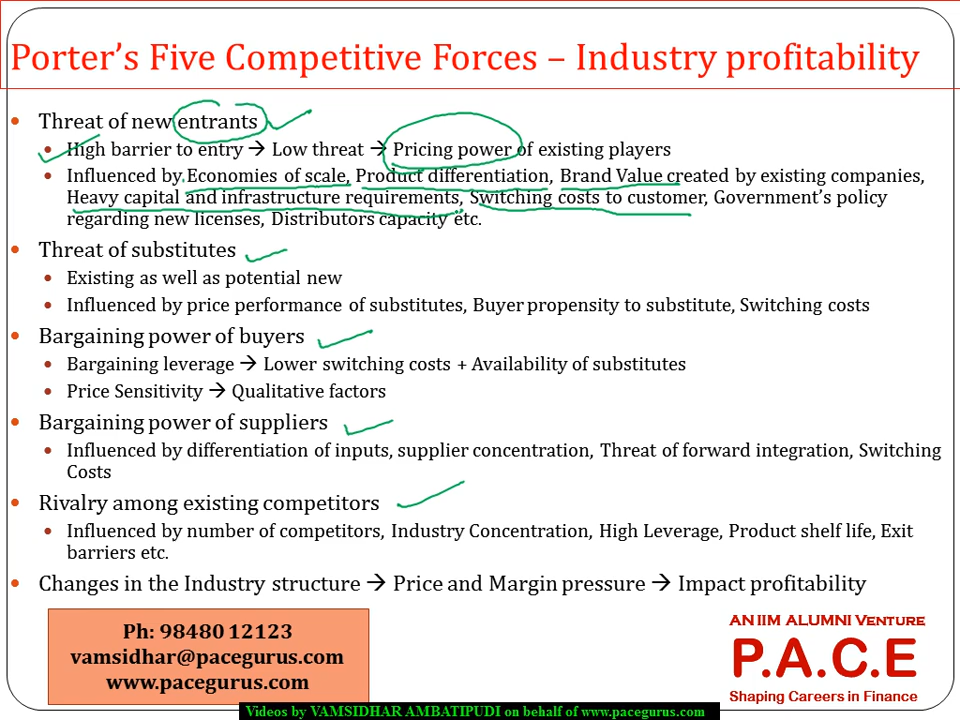 Porter's Five Competitive Forces – Industry profitability
• Threat of new entrants
• High barrier to entry → Low threat → Pricing power of existing players
• Influenced by Economies of scale, Product differentiation, Brand Value created by existing companies,
Heavy capital and infrastructure requirements, Switching costs to customer, Government's policy
regarding new licenses, Distributors capacity etc.
• Threat of substitutes
• Existing as well as potential new
• Influenced by price performance of substitutes, Buyer propensity to substitute, Switching costs
• Bargaining power of buyers
• Bargaining leverage → Lower switching costs + Availability of substitutes
• Price Sensitivity → Qualitative factors
• Bargaining power of suppliers
• Influenced by differentiation of inputs, supplier concentration, Threat of forward integration, Switching
Costs
• Rivalry among existing competitors
• Influenced by number of competitors, Industry Concentration, High Leverage, Product shelf life, Exit
barriers etc.
• Changes in the Industry structure → Price and Margin pressure → Impact profitability
Ph: 98480 12123
vamsidhar@pacegurus.com
www.pacegurus.com
AN IIM ALUMNI VENTURE
P.A.C.E
Shaping Careers in Finance
Videos by VAMSIDHAR AMBATIPUDI on behalf of www.pacegurus.com